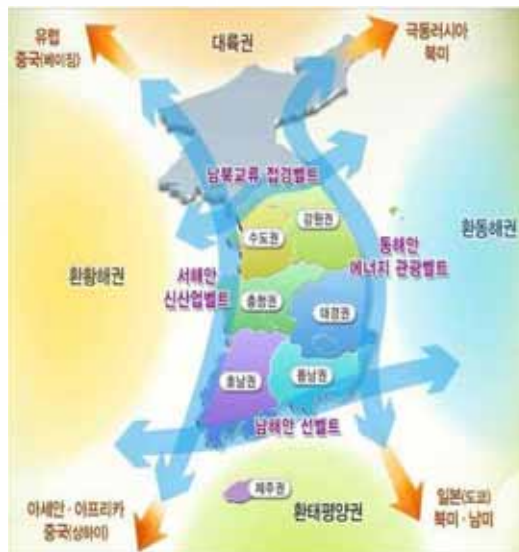 유럽
중국(베이징)
대륙권
극동러시아
북미
남북교류 접경벨트
수도권
강원권
환황해권
서해안
신산업벨트
동해안
에너지 관광벨트
환동해권
충청권
대경권
호남권
동남권
남해안 선벨트
제주권
아세안·아프리카
중국(상하이)
환태평양권
일본(도쿄)
북미·남미